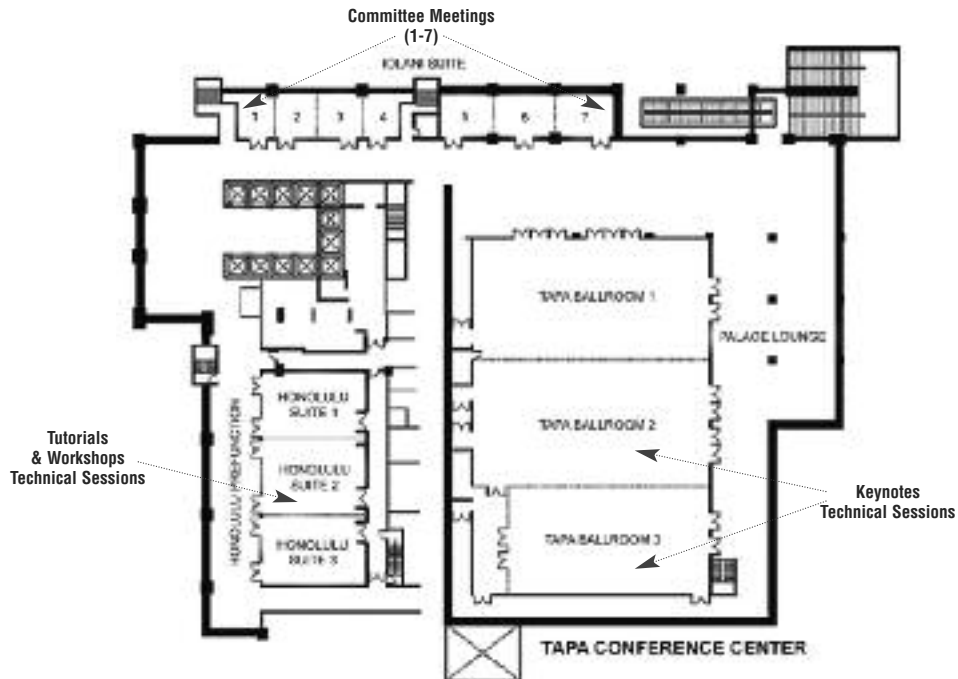 Committee Meetings
(1-7)
IOLANI SUITE
1
2
3
4
5
6
7
TAPA BALLROOM 1
PALACE LOUNGE
HONOLULU
SUITE 1
HONOLULU PREFUNCTION
TAPA BALLROOM 2
Tutorials
& Workshops
Technical Sessions
HONOLULU
SUITE 2
Keynotes
Technical Sessions
TAPA BALLROOM 3
HONOLULU
SUITE 3
TAPA CONFERENCE CENTER